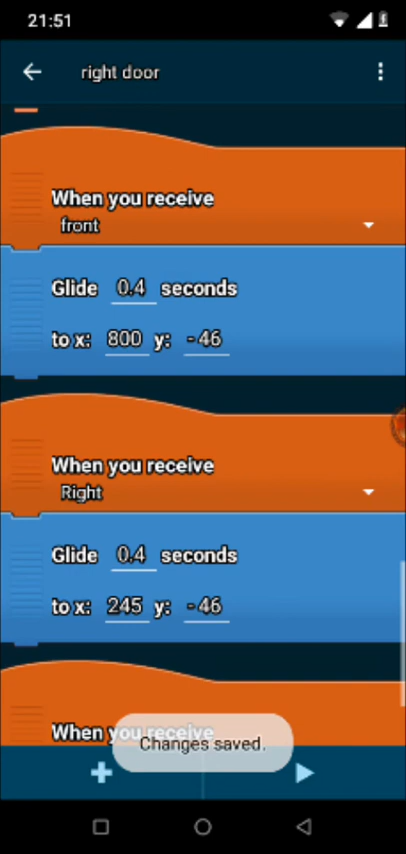 21:51
right door
When you receive
front
Glide 0.4 seconds
to x: 800 y: -46
When you receive
Right
Glide 0.4 seconds
to x: 245 y: -46
When you receive
Changes saved.